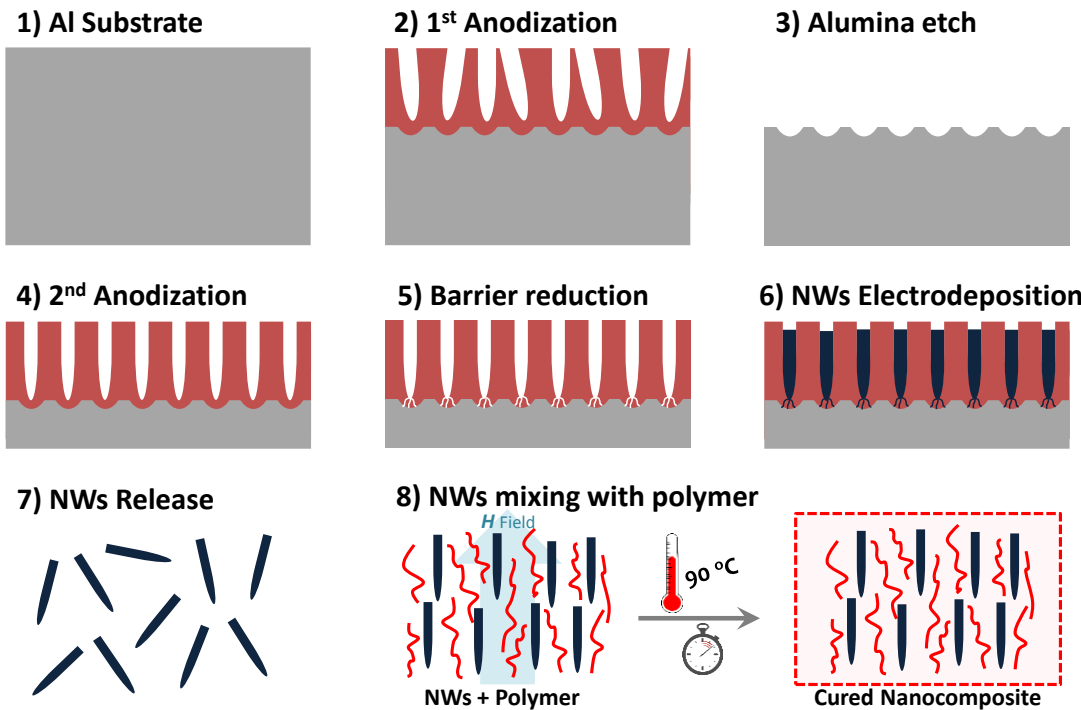 1) Al Substrate
2) 1st Anodization
3) Alumina etch
4) 2nd Anodization
5) Barrier reduction
6) NWs Electrodeposition
7) NWs Release
8) NWs mixing with polymer
H Field
90 ºC
NWs + Polymer
Cured Nanocomposite